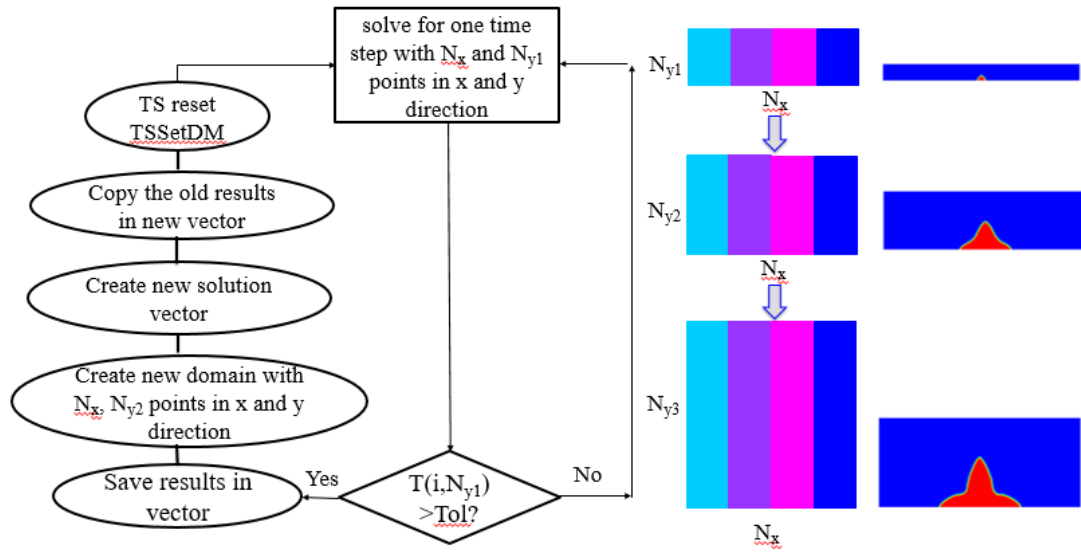 solve for one time
step with Nx and Ny1
points in x and y
direction
TS reset
TSSetDM
Copy the old results
in new vector
Create new solution
vector
Create new domain with
Nx, Ny2 points in x and y
direction
Save results in
vector
Yes
T(i,Ny1)
>Tol?
No
Ny1
Nx
Ny2
Nx
Ny3
Nx